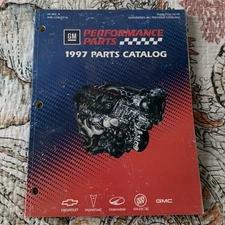 GM
PERFORMANCE
PARTS
1997 PARTS CATALOG
CHEVROLET
PONTIAC
Oldsmobile
BUICK
GMC